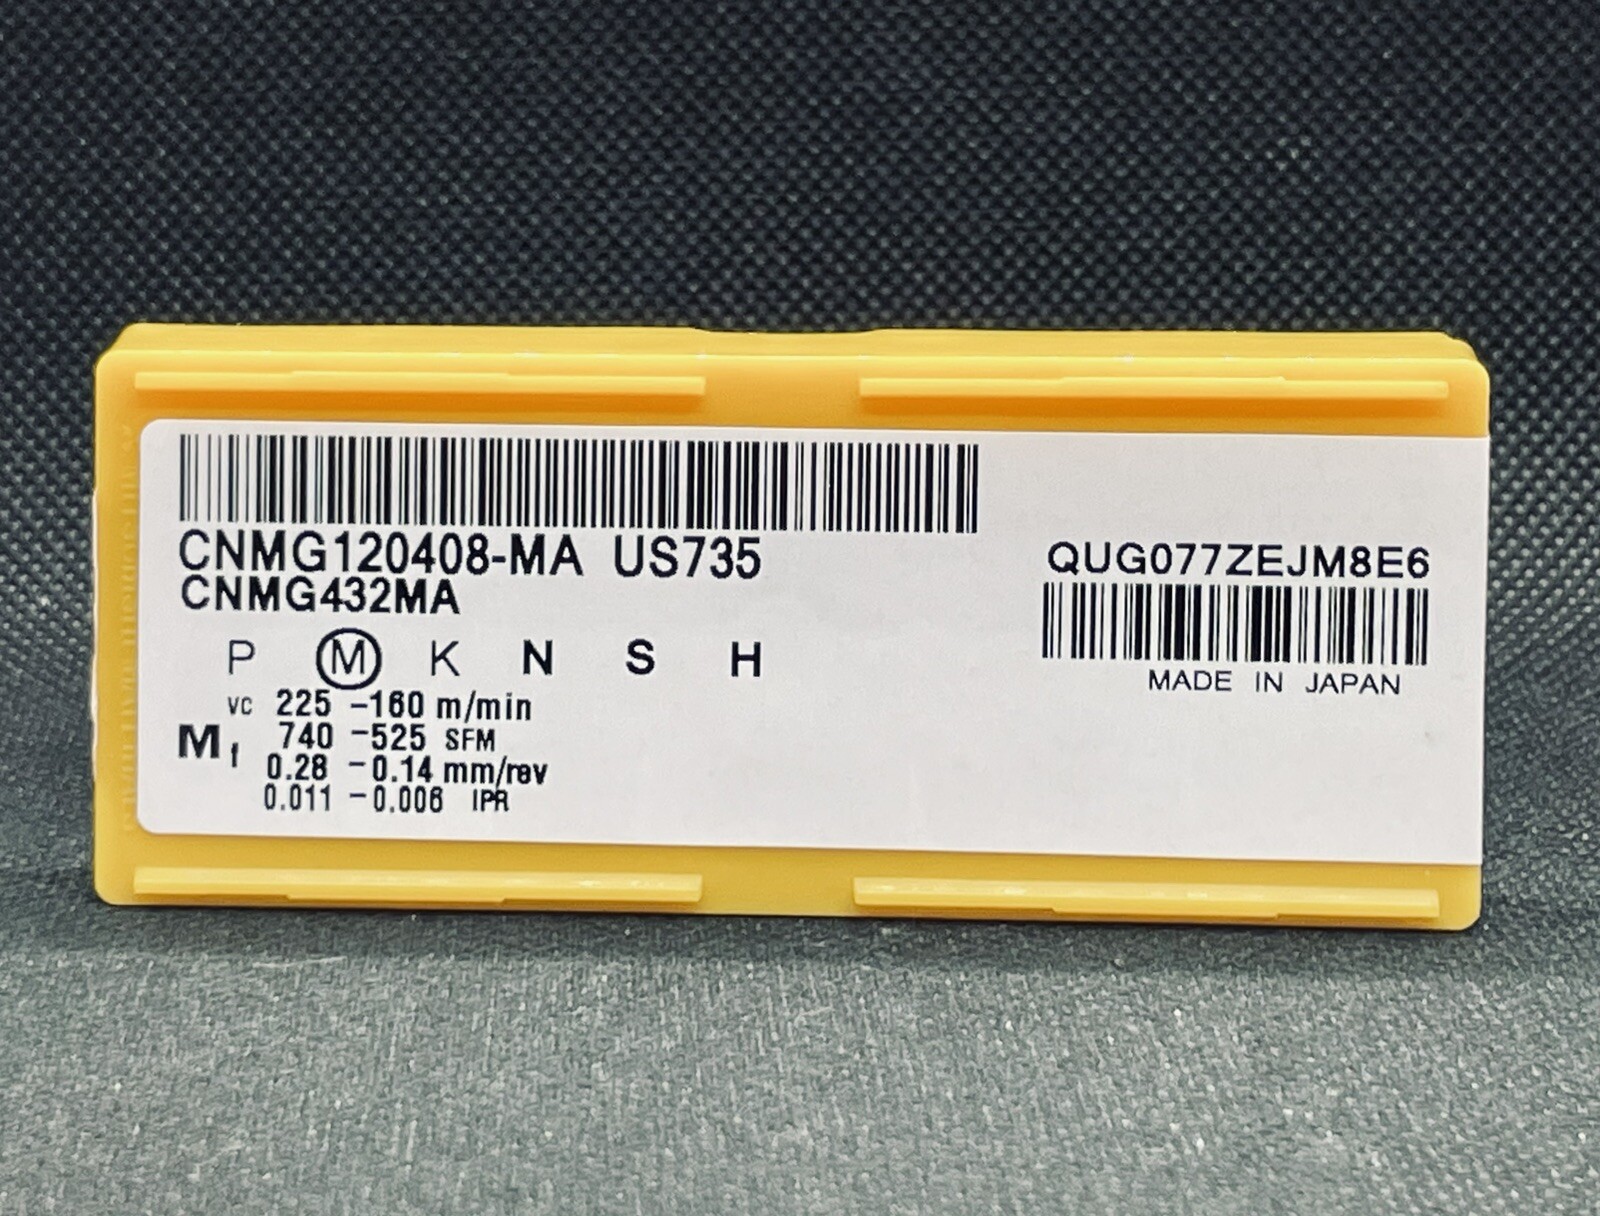 CNMG120408-MA US735
CNMG432MA
P M K N S H
vc 225 -160 m/min
M 740 -525 SFM
f 0.28 -0.14 mm/rev
0.011 -0.006 IPR
QUG077ZEJM8E6
MADE IN JAPAN